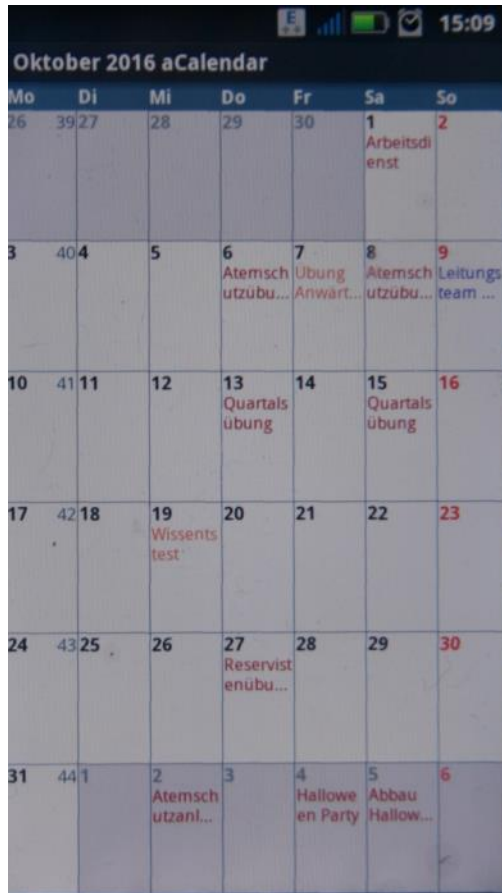 E
15:09
Oktober 2016 aCalendar
Mo Di Mi Do Fr Sa So
26 39 27 28 29 30 1 2
Arbeitsdi
enst
3 40 4 5 6 7 8 9
Atemsch Übung Atemsch Leitungs
utzübu... Anwärt... utzübu... team ...
10 41 11 12 13 14 15 16
Quartals Quartals
übung übung
17 42 18 19 20 21 22 23
Wissents
test
24 43 25 26 27 28 29 30
Reservist
enübu...
31 44 1 2 3 4 5 6
Atemsch Hallowe Abbau
utzanl... en Party Hallow...